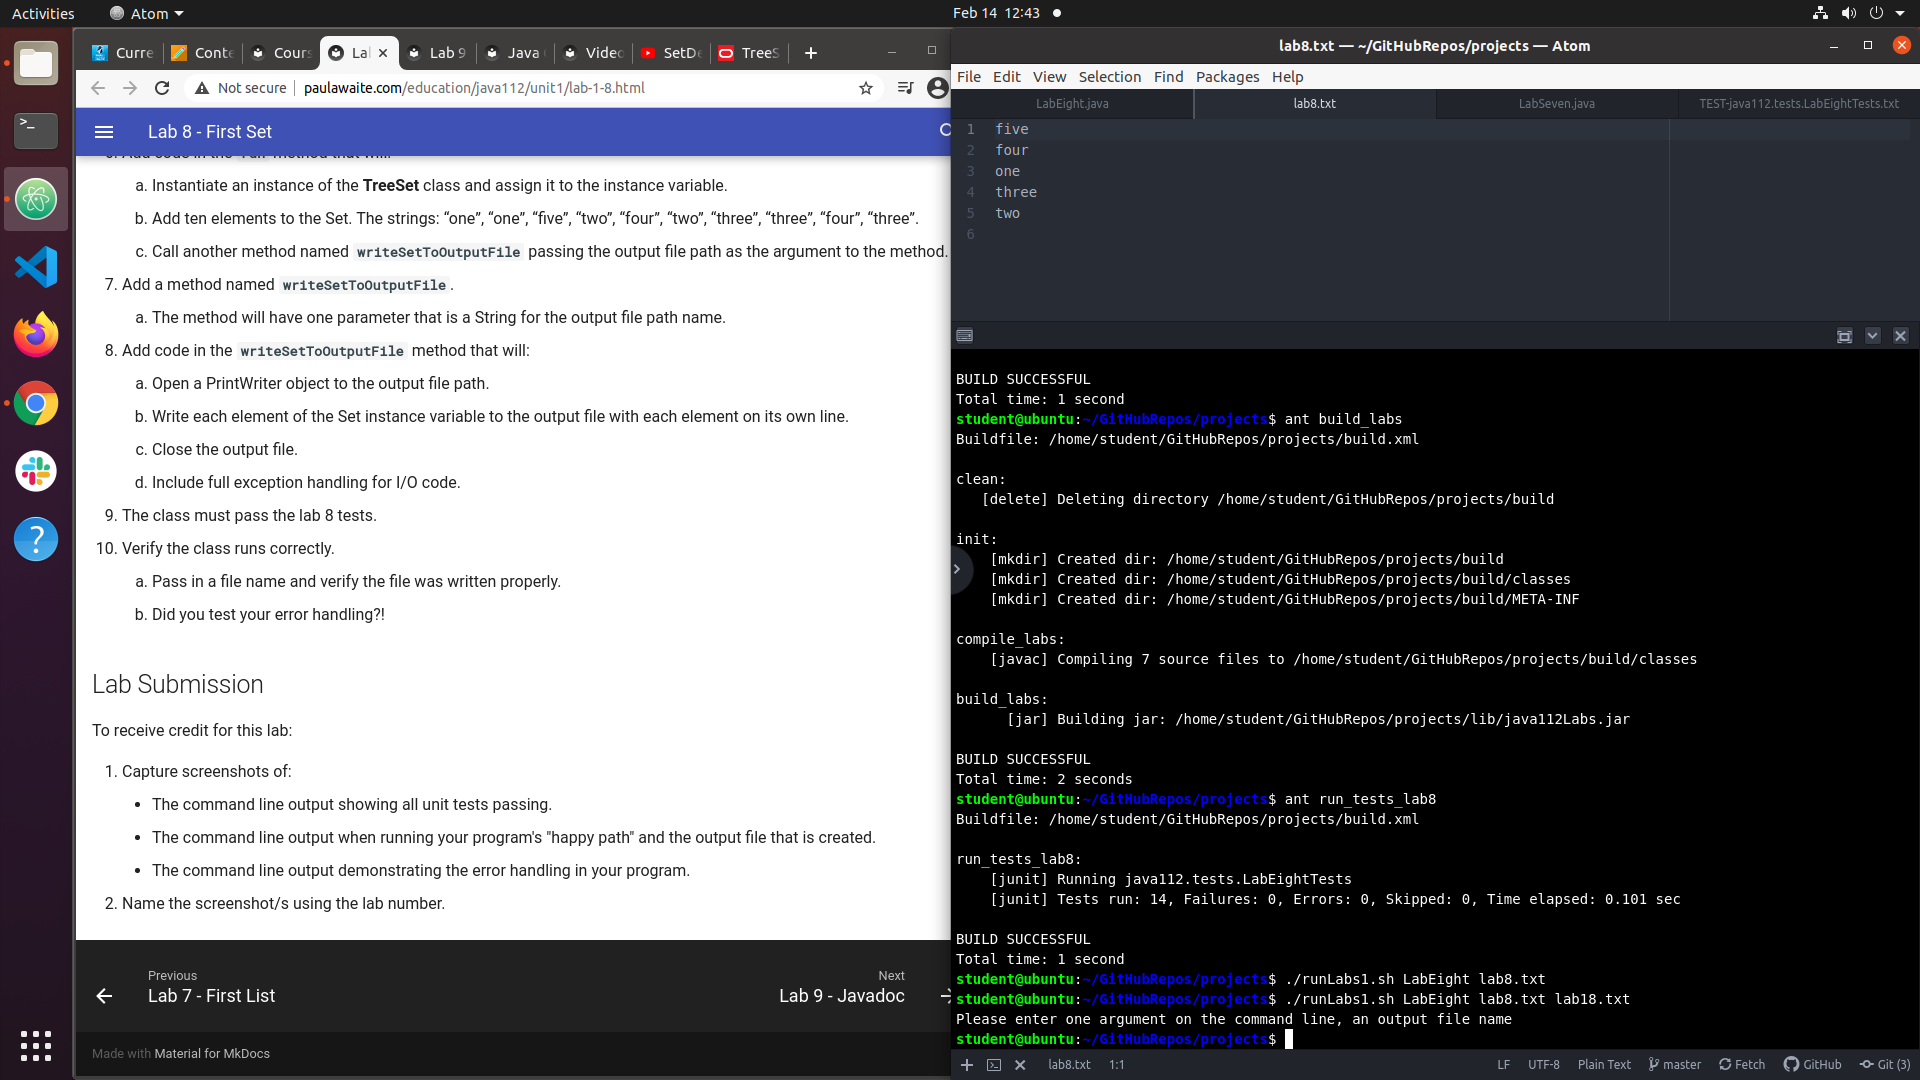 Activities
Atom
Feb 14 12:43
Curre
Conte
Cours
La
Lab 9
Java
Video
SetDe
TreeS
Not secure
paulawaite.com/education/java112/unit1/lab-1-8.html
Lab 8 - First Set
a. Instantiate an instance of the TreeSet class and assign it to the instance variable.
b. Add ten elements to the Set. The strings: “one”, “one”, “five”, “two”, “four”, “two”, “three”, “three”, “four”, “three”.
c. Call another method named writeSetToOutputFile passing the output file path as the argument to the method.
7. Add a method named writeSetToOutputFile.
a. The method will have one parameter that is a String for the output file path name.
8. Add code in the writeSetToOutputFile method that will:
a. Open a PrintWriter object to the output file path.
b. Write each element of the Set instance variable to the output file with each element on its own line.
c. Close the output file.
d. Include full exception handling for I/O code.
9. The class must pass the lab 8 tests.
10. Verify the class runs correctly.
a. Pass in a file name and verify the file was written properly.
b. Did you test your error handling?!
Lab Submission
To receive credit for this lab:
1. Capture screenshots of:
• The command line output showing all unit tests passing.
• The command line output when running your program's "happy path" and the output file that is created.
• The command line output demonstrating the error handling in your program.
2. Name the screenshot/s using the lab number.
Previous
Lab 7 - First List
Next
Lab 9 - Javadoc
Made with Material for MkDocs
lab8.txt — ~/GitHubRepos/projects — Atom
File Edit View Selection Find Packages Help
LabEight.java
lab8.txt
LabSeven.java
TEST-java112.tests.LabEightTests.txt
1 five
2 four
3 one
4 three
5 two
6
BUILD SUCCESSFUL
Total time: 1 second
student@ubuntu:~/GitHubRepos/projects$ ant build_labs
Buildfile: /home/student/GitHubRepos/projects/build.xml
clean:
[delete] Deleting directory /home/student/GitHubRepos/projects/build
init:
[mkdir] Created dir: /home/student/GitHubRepos/projects/build
[mkdir] Created dir: /home/student/GitHubRepos/projects/build/classes
[mkdir] Created dir: /home/student/GitHubRepos/projects/build/META-INF
compile_labs:
[javac] Compiling 7 source files to /home/student/GitHubRepos/projects/build/classes
build_labs:
[jar] Building jar: /home/student/GitHubRepos/projects/lib/java112Labs.jar
BUILD SUCCESSFUL
Total time: 2 seconds
student@ubuntu:~/GitHubRepos/projects$ ant run_tests_lab8
Buildfile: /home/student/GitHubRepos/projects/build.xml
run_tests_lab8:
[junit] Running java112.tests.LabEightTests
[junit] Tests run: 14, Failures: 0, Errors: 0, Skipped: 0, Time elapsed: 0.101 sec
BUILD SUCCESSFUL
Total time: 1 second
student@ubuntu:~/GitHubRepos/projects$ ./runLabs1.sh LabEight lab8.txt
student@ubuntu:~/GitHubRepos/projects$ ./runLabs1.sh LabEight lab8.txt lab18.txt
Please enter one argument on the command line, an output file name
student@ubuntu:~/GitHubRepos/projects$
lab8.txt 1:1
LF UTF-8 Plain Text master Fetch GitHub Git (3)